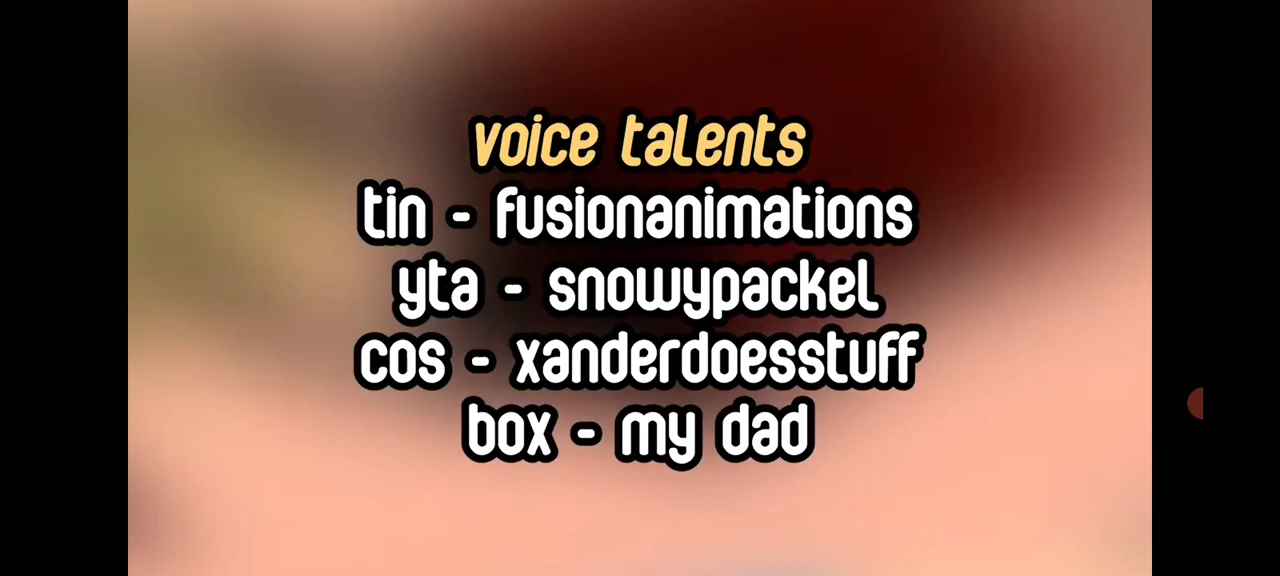 voice talents
tin - fusionanimations
yta - snowypackel
cos - xanderdoesstuff
box - my dad